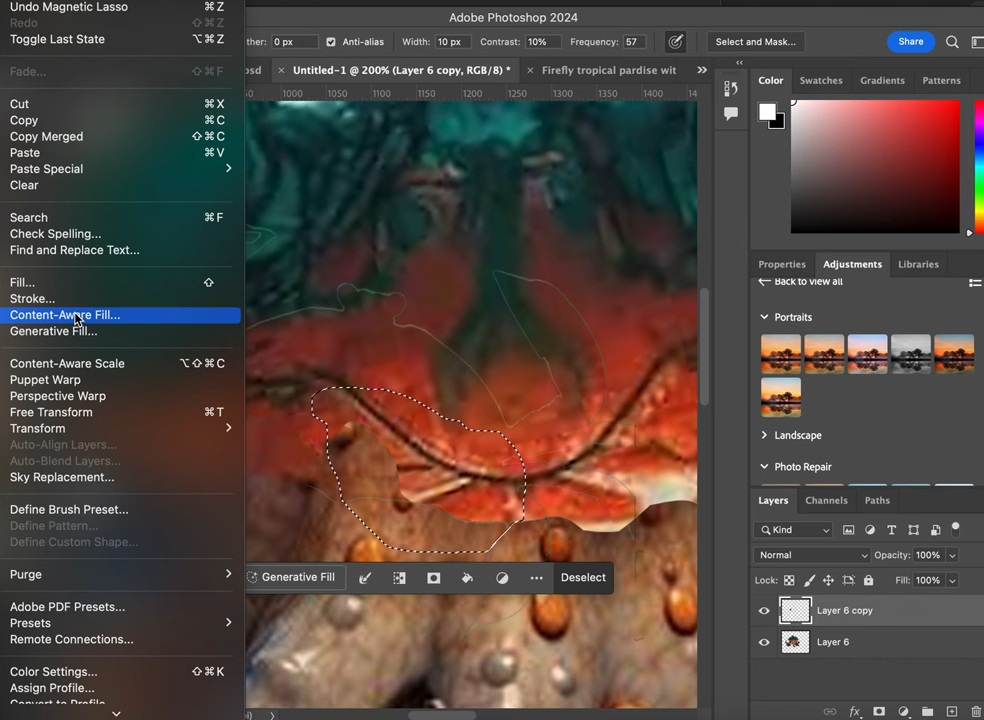 Undo Magnetic Lasso ⌘Z
Redo ⇧⌘Z
Toggle Last State ⌥⌘Z
Fade... ⇧⌘F
Cut ⌘X
Copy ⌘C
Copy Merged ⇧⌘C
Paste ⌘V
Paste Special
Clear
Search ⌘F
Check Spelling...
Find and Replace Text...
Fill... ⇧
Stroke...
Content-Aware Fill...
Generative Fill...
Content-Aware Scale ⌥⇧⌘C
Puppet Warp
Perspective Warp
Free Transform ⌘T
Transform
Auto-Align Layers...
Auto-Blend Layers...
Sky Replacement...
Define Brush Preset...
Define Pattern...
Define Custom Shape...
Purge
Adobe PDF Presets...
Presets
Remote Connections...
Color Settings... ⇧⌘K
Assign Profile...
Convert to Profile
Adobe Photoshop 2024
ther: 0 px Anti-alias Width: 10 px Contrast: 10% Frequency: 57 Select and Mask... Share
sd × Untitled-1 @ 200% (Layer 6 copy, RGB/8) * × Firefly tropical pardise wit
50 1000 1050 1100 1150 1200 1250 1300 1350 1400 14
Generative Fill Deselect
Color Swatches Gradients Patterns
Properties Adjustments Libraries
Back to view all
Portraits
Landscape
Photo Repair
Layers Channels Paths
Kind
Normal Opacity: 100%
Lock: Fill: 100%
Layer 6 copy
Layer 6
fx